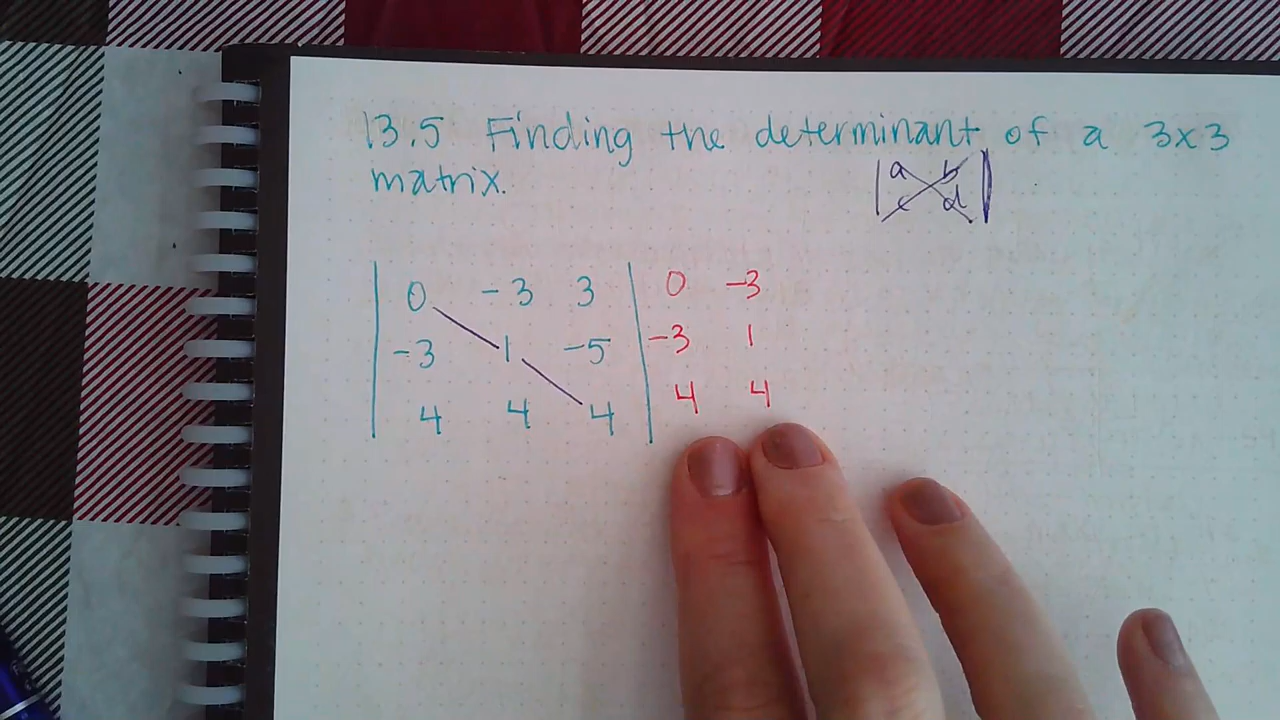 13.5 Finding the determinant of a 3x3
matrix.
|a b|
|c d|
|0 -3 3| 0 -3
|-3 1 -5| -3 1
|4 4 4| 4 4